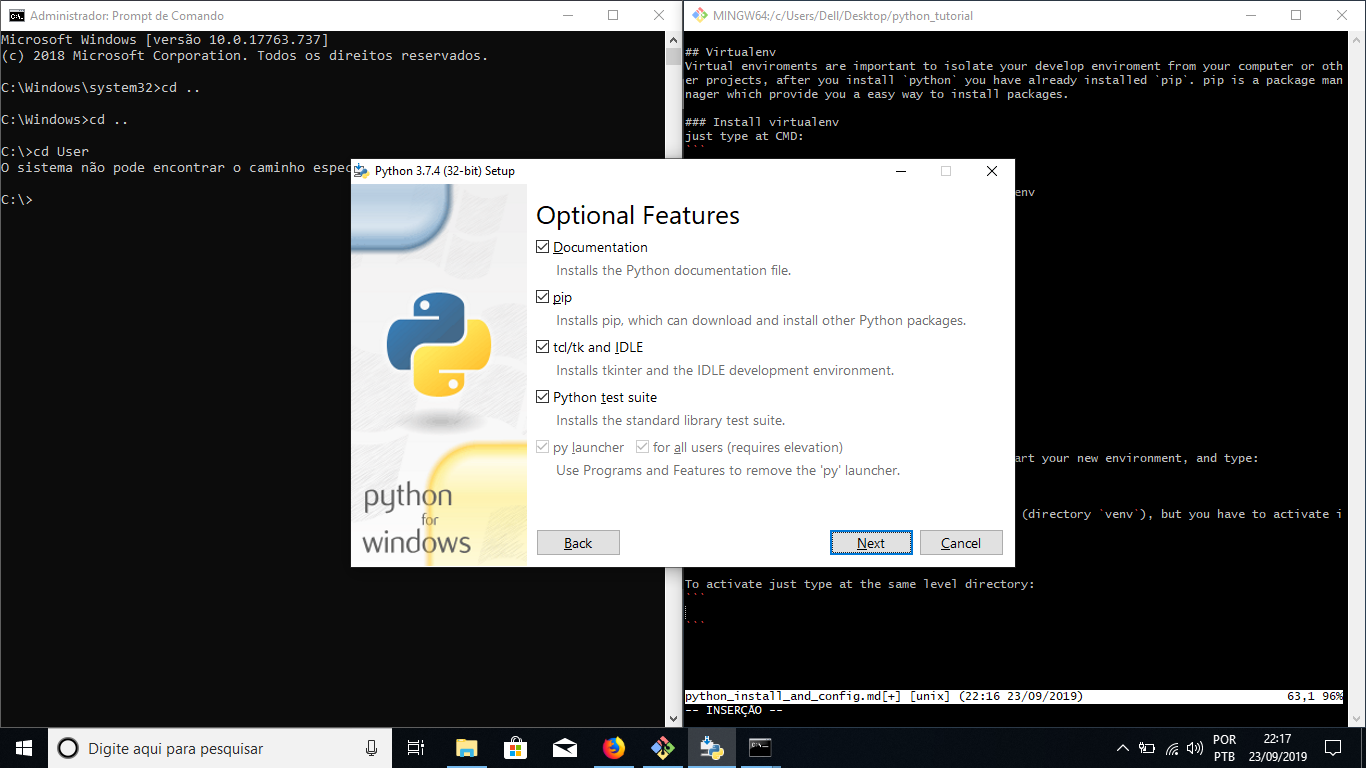 Administrador: Prompt de Comando
Microsoft Windows [versão 10.0.17763.737]
(c) 2018 Microsoft Corporation. Todos os direitos reservados.
C:\Windows\system32>cd ..
C:\Windows>cd ..
C:\>cd User
O sistema não pode encontrar o caminho espec
C:\>
MINGW64:/c/Users/Dell/Desktop/python_tutorial
## Virtualenv
Virtual enviroments are important to isolate your develop enviroment from your computer or oth
er projects, after you install `python` you have already installed `pip`. pip is a package man
nager which provide you a easy way to install packages.
### Install virtualenv
just type at CMD:
```
env
art your new environment, and type:
(directory `venv`), but you have to activate i
To activate just type at the same level directory:
```
```
python_install_and_config.md[+] [unix] (22:16 23/09/2019) 63,1 96%
-- INSERÇÃO --
Python 3.7.4 (32-bit) Setup
Optional Features
Documentation
Installs the Python documentation file.
pip
Installs pip, which can download and install other Python packages.
tcl/tk and IDLE
Installs tkinter and the IDLE development environment.
Python test suite
Installs the standard library test suite.
py launcher for all users (requires elevation)
Use Programs and Features to remove the 'py' launcher.
python
for
windows
Back Next Cancel
Digite aqui para pesquisar
POR
PTB
22:17
23/09/2019